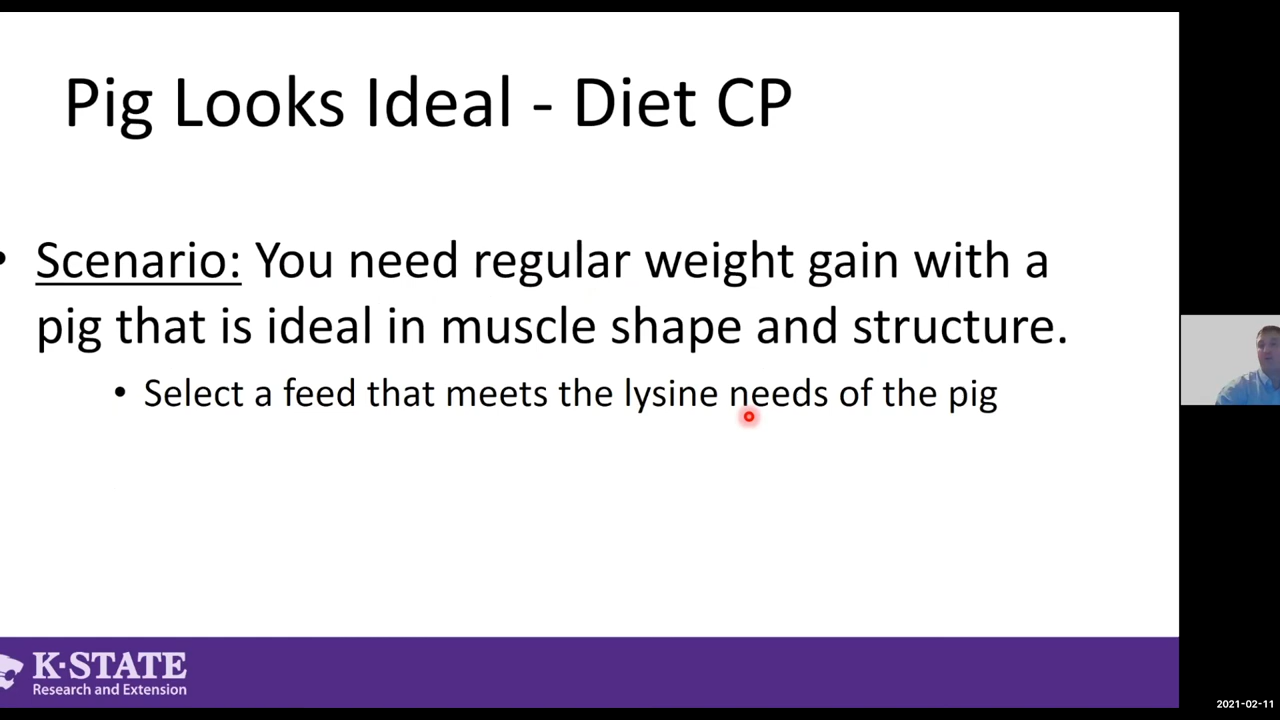 Pig Looks Ideal - Diet CP
• Scenario: You need regular weight gain with a
pig that is ideal in muscle shape and structure.
• Select a feed that meets the lysine needs of the pig
K-STATE
Research and Extension
2021-02-11